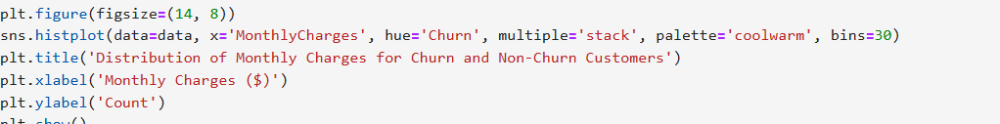 plt.figure(figsize=(14, 8))
sns.histplot(data=data, x='MonthlyCharges', hue='Churn', multiple='stack', palette='coolwarm', bins=30)
plt.title('Distribution of Monthly Charges for Churn and Non-Churn Customers')
plt.xlabel('Monthly Charges ($)')
plt.ylabel('Count')
plt.show()